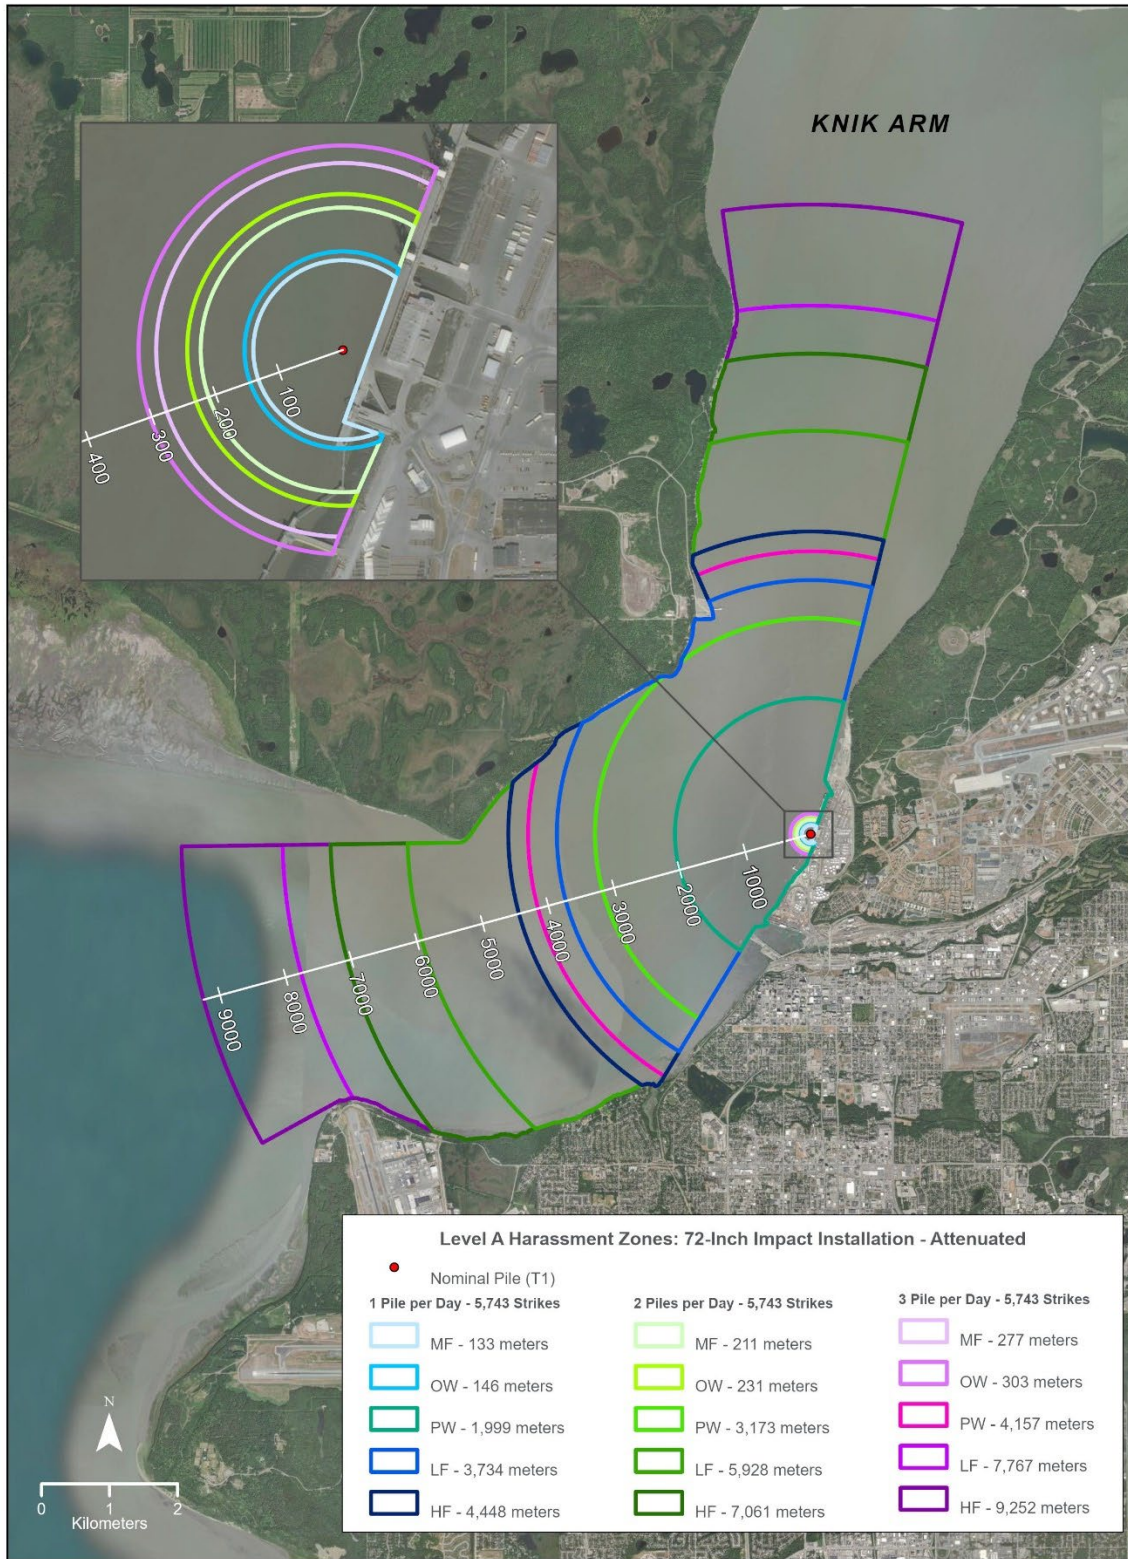 KNIK ARM
100
200
300
400
1000
2000
3000
4000
5000
6000
7000
8000
9000
Level A Harassment Zones: 72-Inch Impact Installation - Attenuated
Nominal Pile (T1)
1 Pile per Day - 5,743 Strikes
MF - 133 meters
OW - 146 meters
PW - 1,999 meters
LF - 3,734 meters
HF - 4,448 meters
2 Piles per Day - 5,743 Strikes
MF - 211 meters
OW - 231 meters
PW - 3,173 meters
LF - 5,928 meters
HF - 7,061 meters
3 Pile per Day - 5,743 Strikes
MF - 277 meters
OW - 303 meters
PW - 4,157 meters
LF - 7,767 meters
HF - 9,252 meters
N
0 1 2
Kilometers